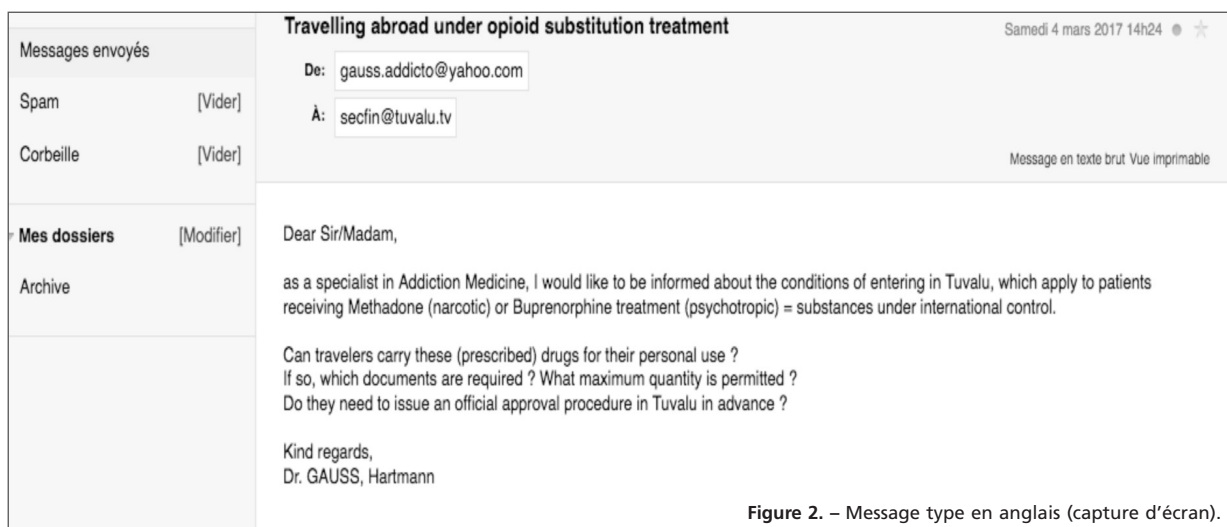 Messages envoyés
Spam [Vider]
Corbeille [Vider]
Mes dossiers [Modifier]
Archive
Travelling abroad under opioid substitution treatment
Samedi 4 mars 2017 14h24
De: gauss.addicto@yahoo.com
À: secfin@tuvalu.tv
Message en texte brut Vue imprimable
Dear Sir/Madam,
as a specialist in Addiction Medicine, I would like to be informed about the conditions of entering in Tuvalu, which apply to patients
receiving Methadone (narcotic) or Buprenorphine treatment (psychotropic) = substances under international control.
Can travelers carry these (prescribed) drugs for their personal use ?
If so, which documents are required ? What maximum quantity is permitted ?
Do they need to issue an official approval procedure in Tuvalu in advance ?
Kind regards,
Dr. GAUSS, Hartmann
Figure 2. – Message type en anglais (capture d'écran).